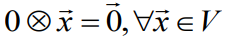 0 ⊗ x⃗ = 0⃗, ∀x⃗ ∈ V